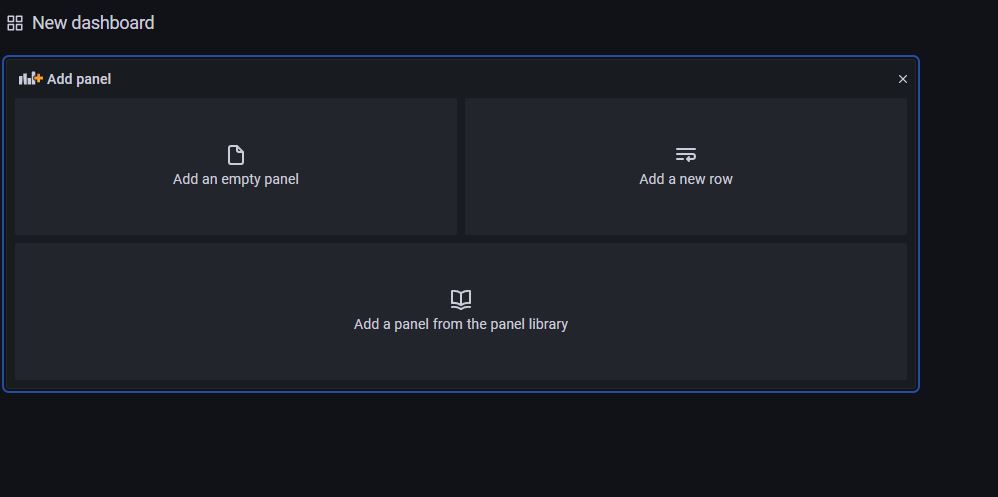 New dashboard
Add panel
Add an empty panel
Add a new row
Add a panel from the panel library